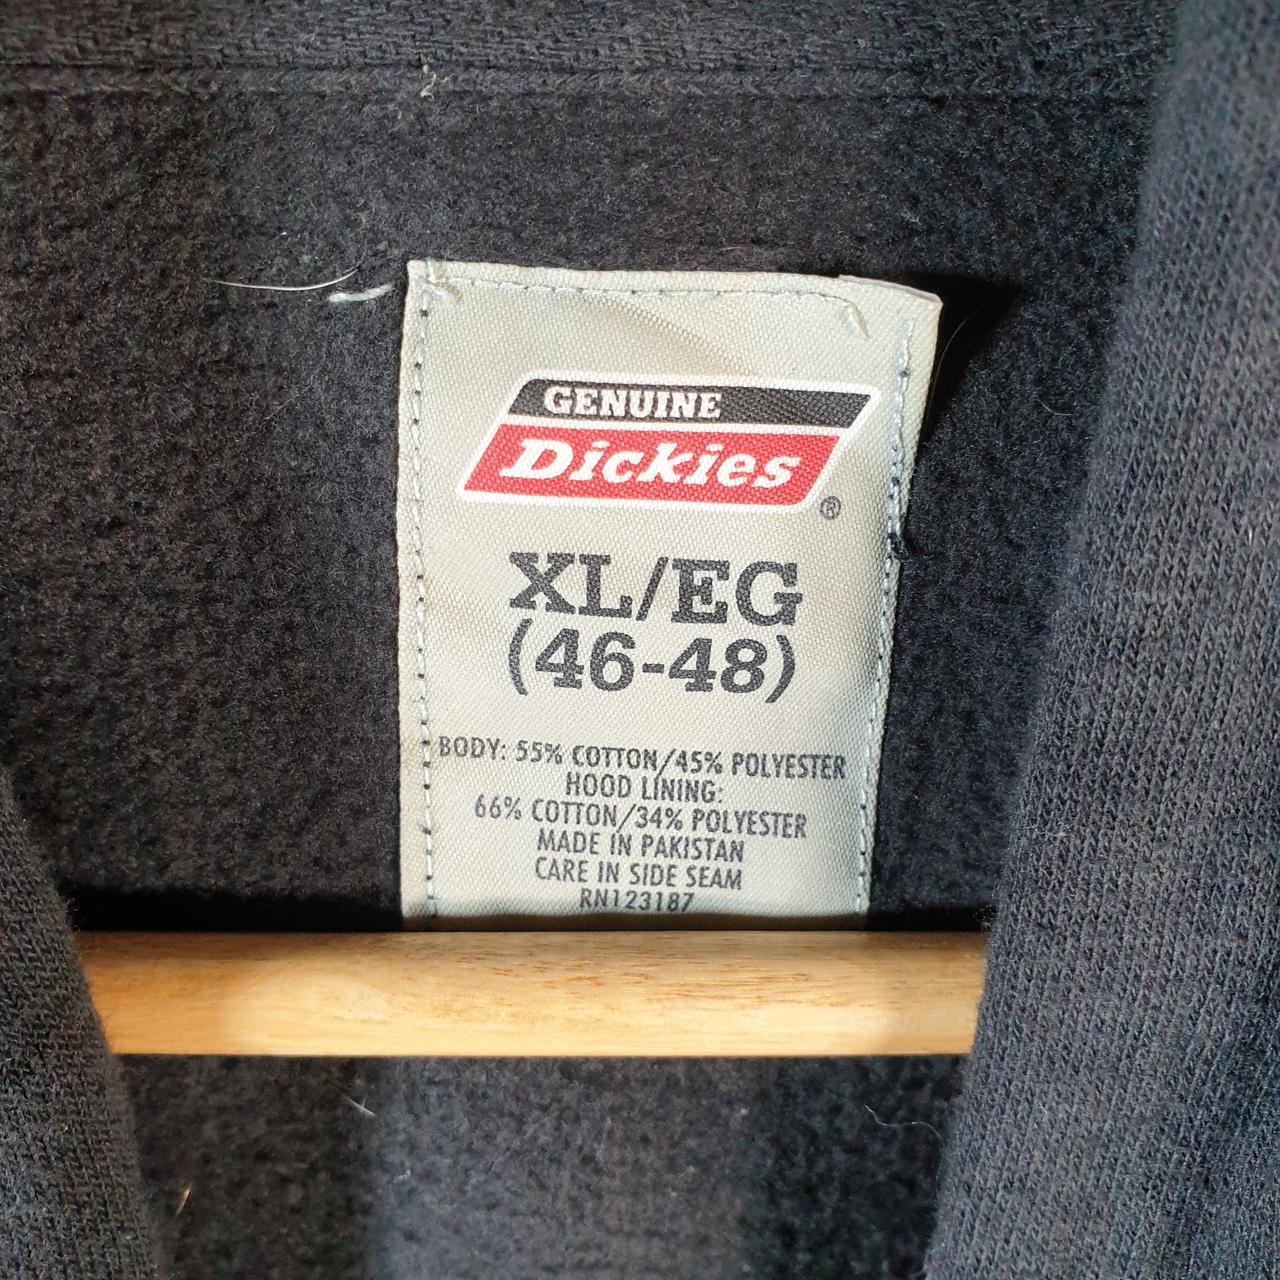 GENUINE
Dickies
®
XL/EG
(46-48)
BODY: 55% COTTON/45% POLYESTER
HOOD LINING:
66% COTTON/34% POLYESTER
MADE IN PAKISTAN
CARE IN SIDE SEAM
RN123187